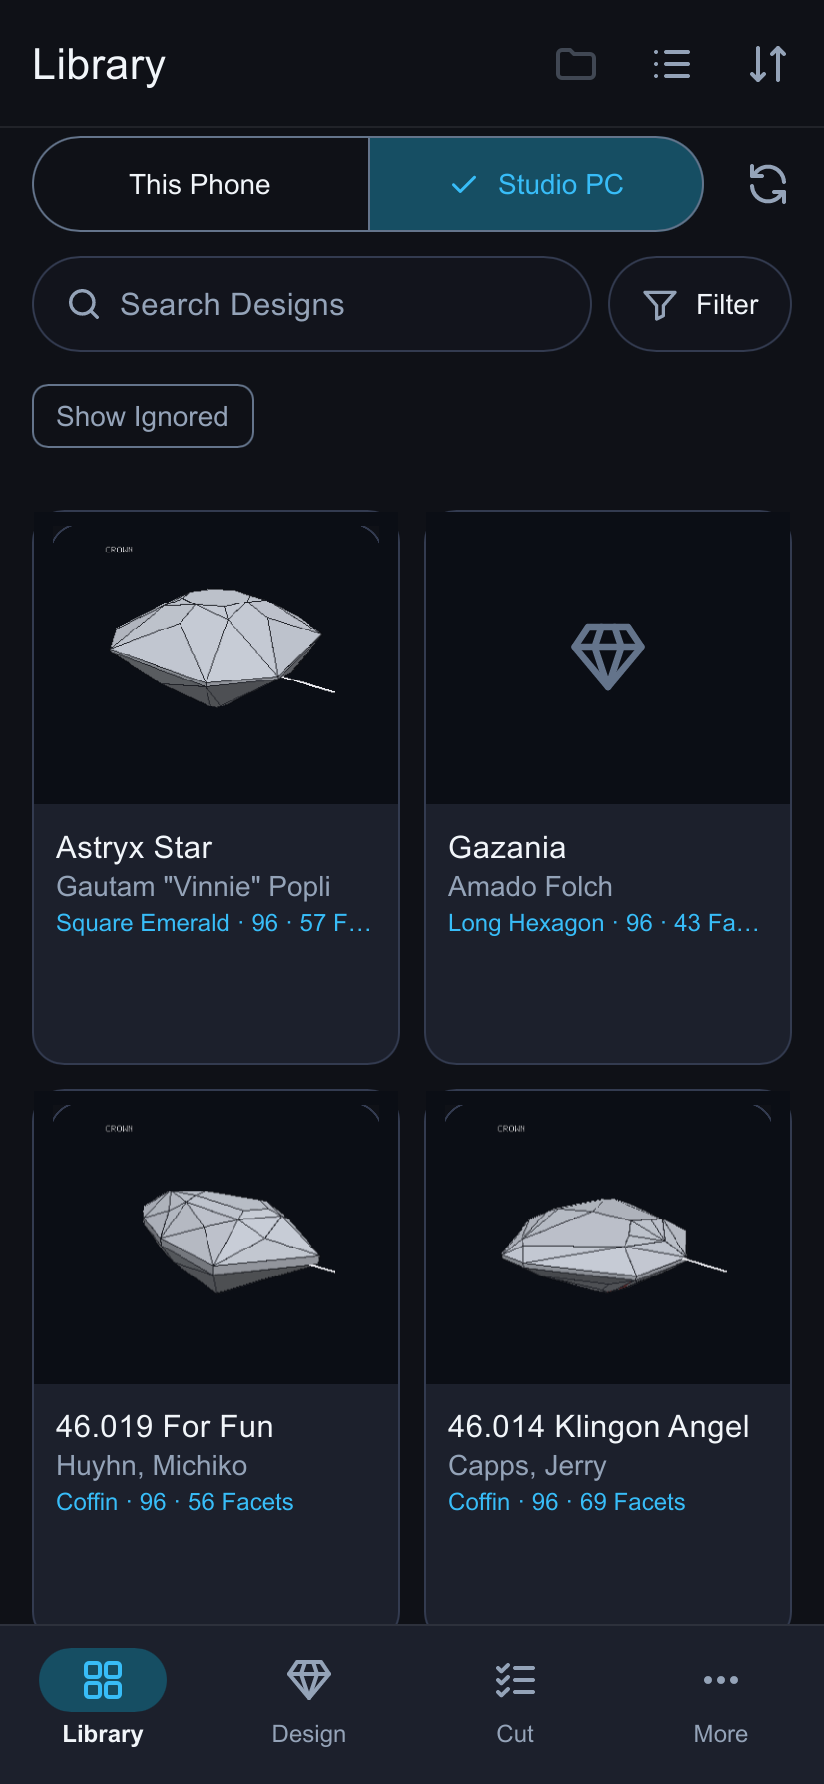 Library
This Phone
Studio PC
Search Designs
Filter
Show Ignored
CROWN
Astryx Star
Gautam "Vinnie" Popli
Square Emerald · 96 · 57 F…
Gazania
Amado Folch
Long Hexagon · 96 · 43 Fa…
CROWN
46.019 For Fun
Huyhn, Michiko
Coffin · 96 · 56 Facets
CROWN
46.014 Klingon Angel
Capps, Jerry
Coffin · 96 · 69 Facets
Library
Design
Cut
More